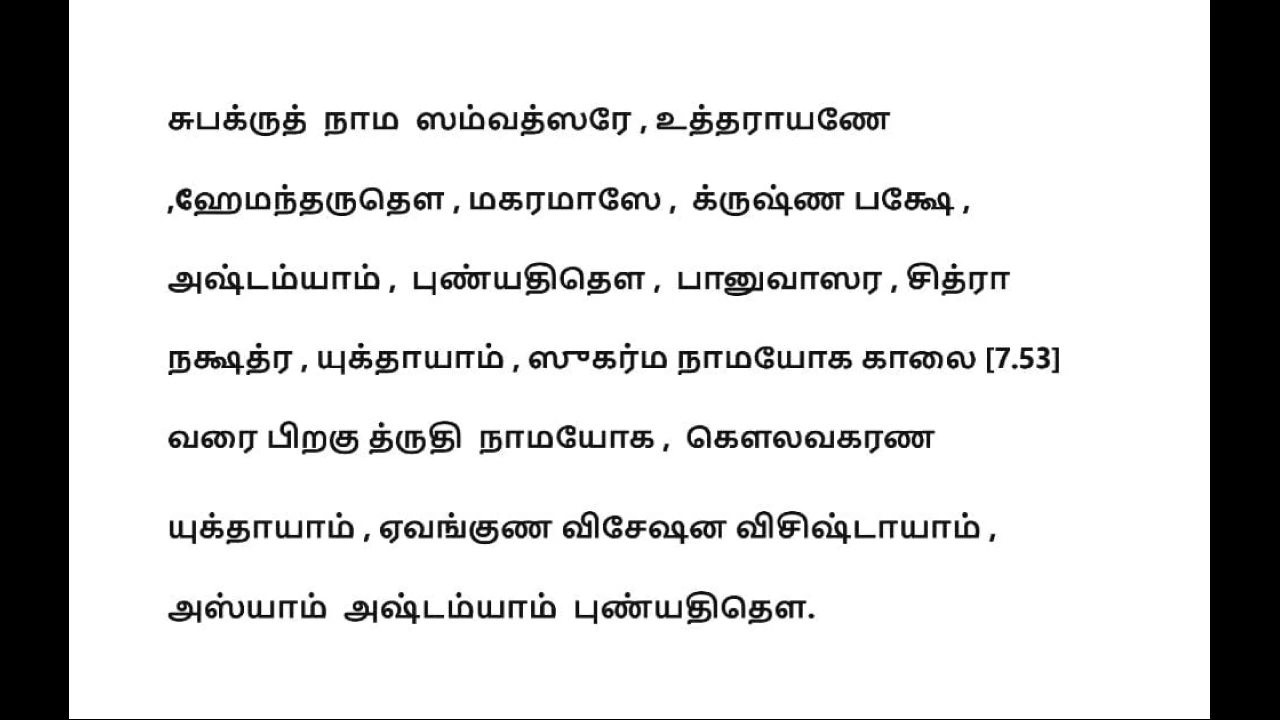 சுபக்ருத் நாம ஸம்வத்ஸரே , உத்தராயணே
,ஹேமந்தருதௌ , மகரமாஸே , க்ருஷ்ண பக்ஷே ,
அஷ்டம்யாம் , புண்யதிதௌ , பானுவாஸர , சித்ரா
நக்ஷத்ர , யுக்தாயாம் , ஸுகர்ம நாமயோக காலை [7.53]
வரை பிறகு த்ருதி நாமயோக , கௌலவகரண
யுக்தாயாம் , ஏவங்குண விசேஷன விசிஷ்டாயாம் ,
அஸ்யாம் அஷ்டம்யாம் புண்யதிதௌ.